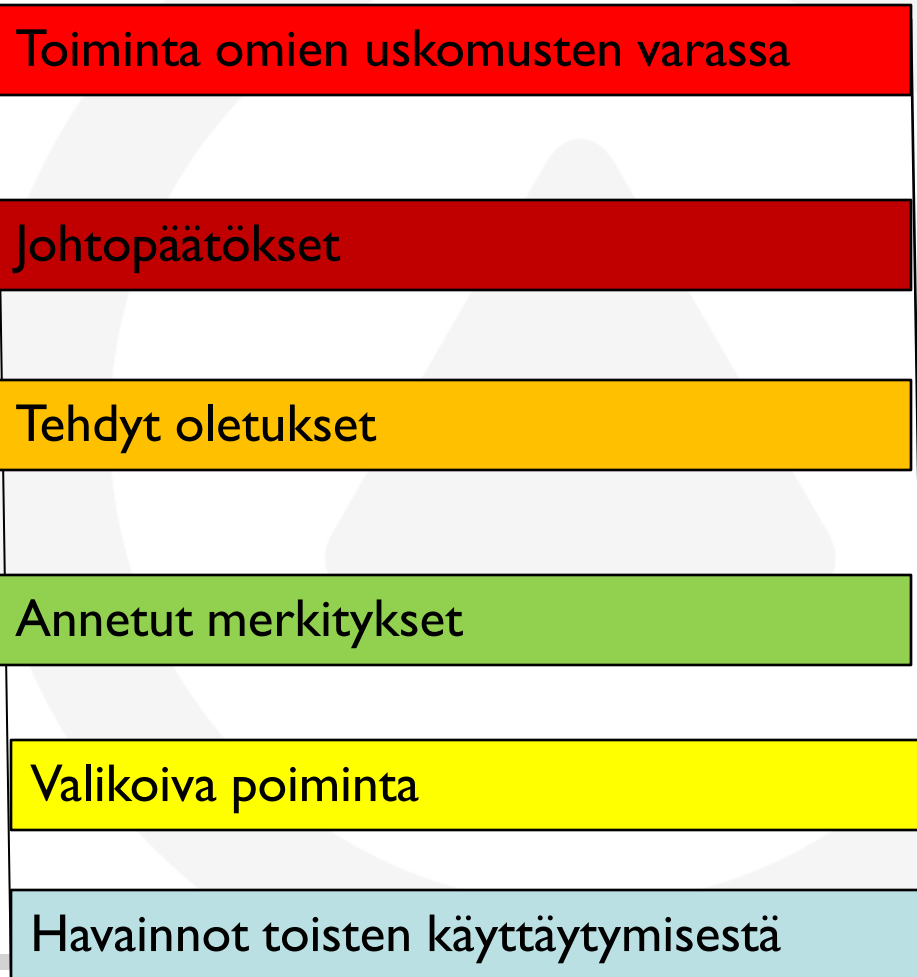 Toiminta omien uskomusten varassa
Johtopäätökset
Tehdyt oletukset
Annetut merkitykset
Valikoiva poiminta
Havainnot toisten käyttäytymisestä